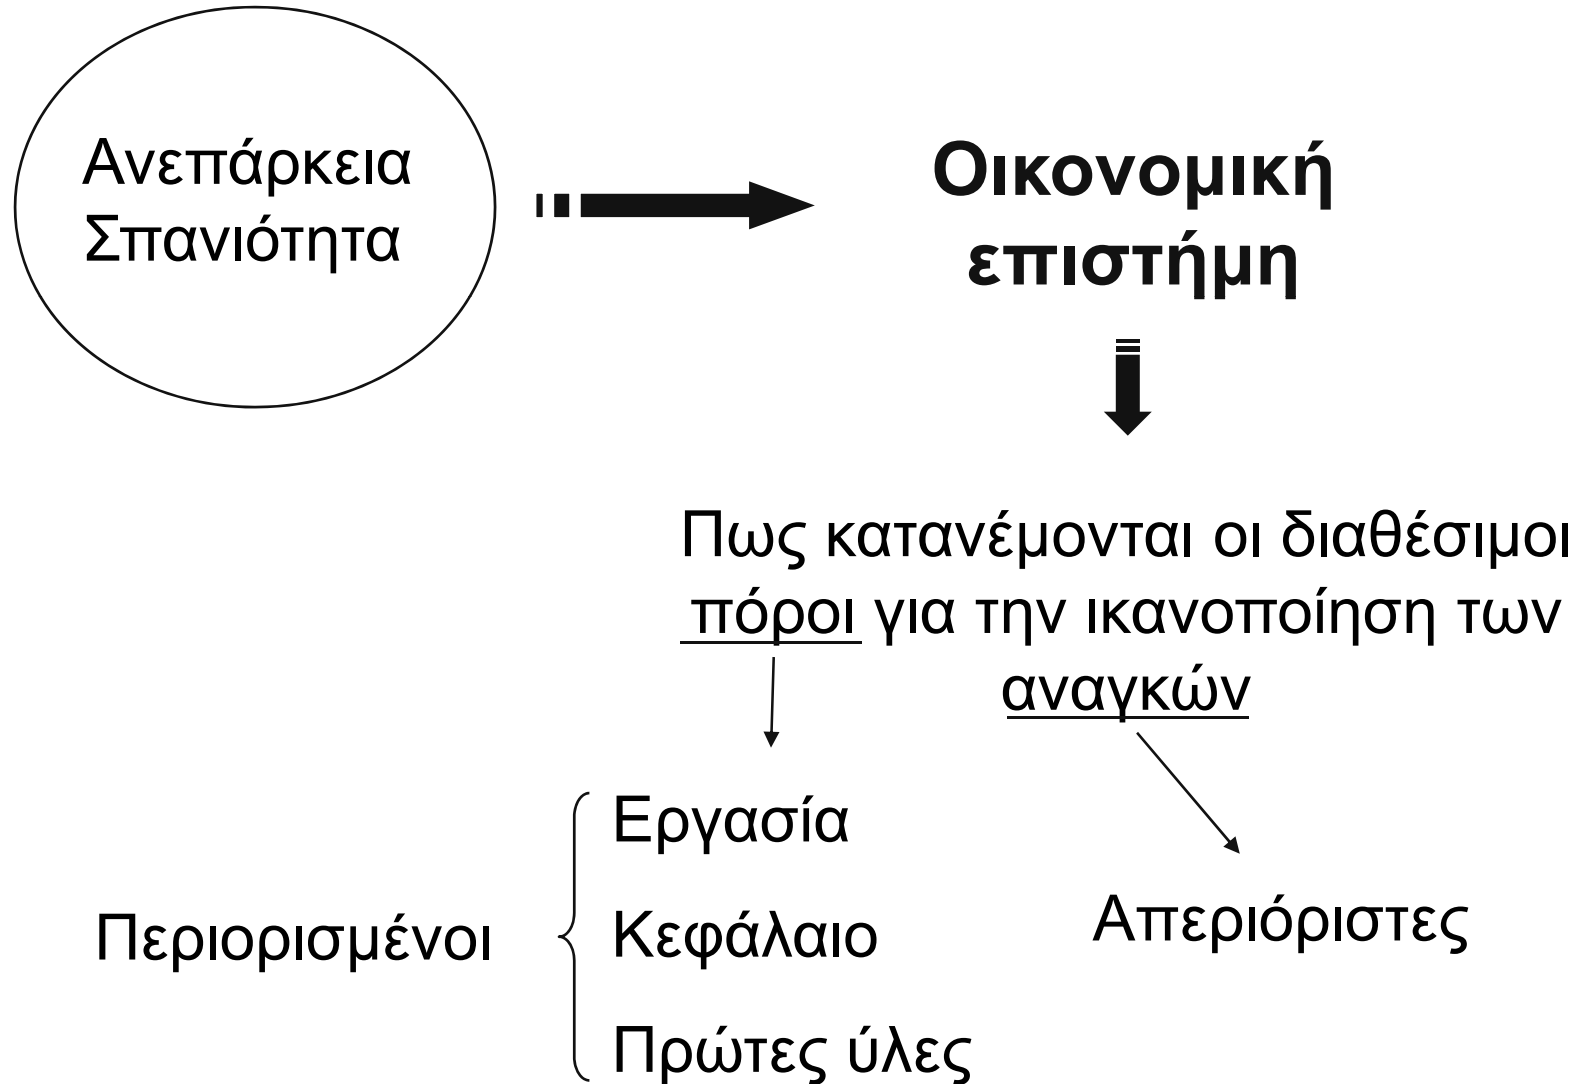 Ανεπάρκεια
Σπανιότητα
Οικονομική
επιστήμη
Πως κατανέμονται οι διαθέσιμοι
πόροι για την ικανοποίηση των
αναγκών
Εργασία
Περιορισμένοι
Κεφάλαιο
Πρώτες ύλες
Απεριόριστες